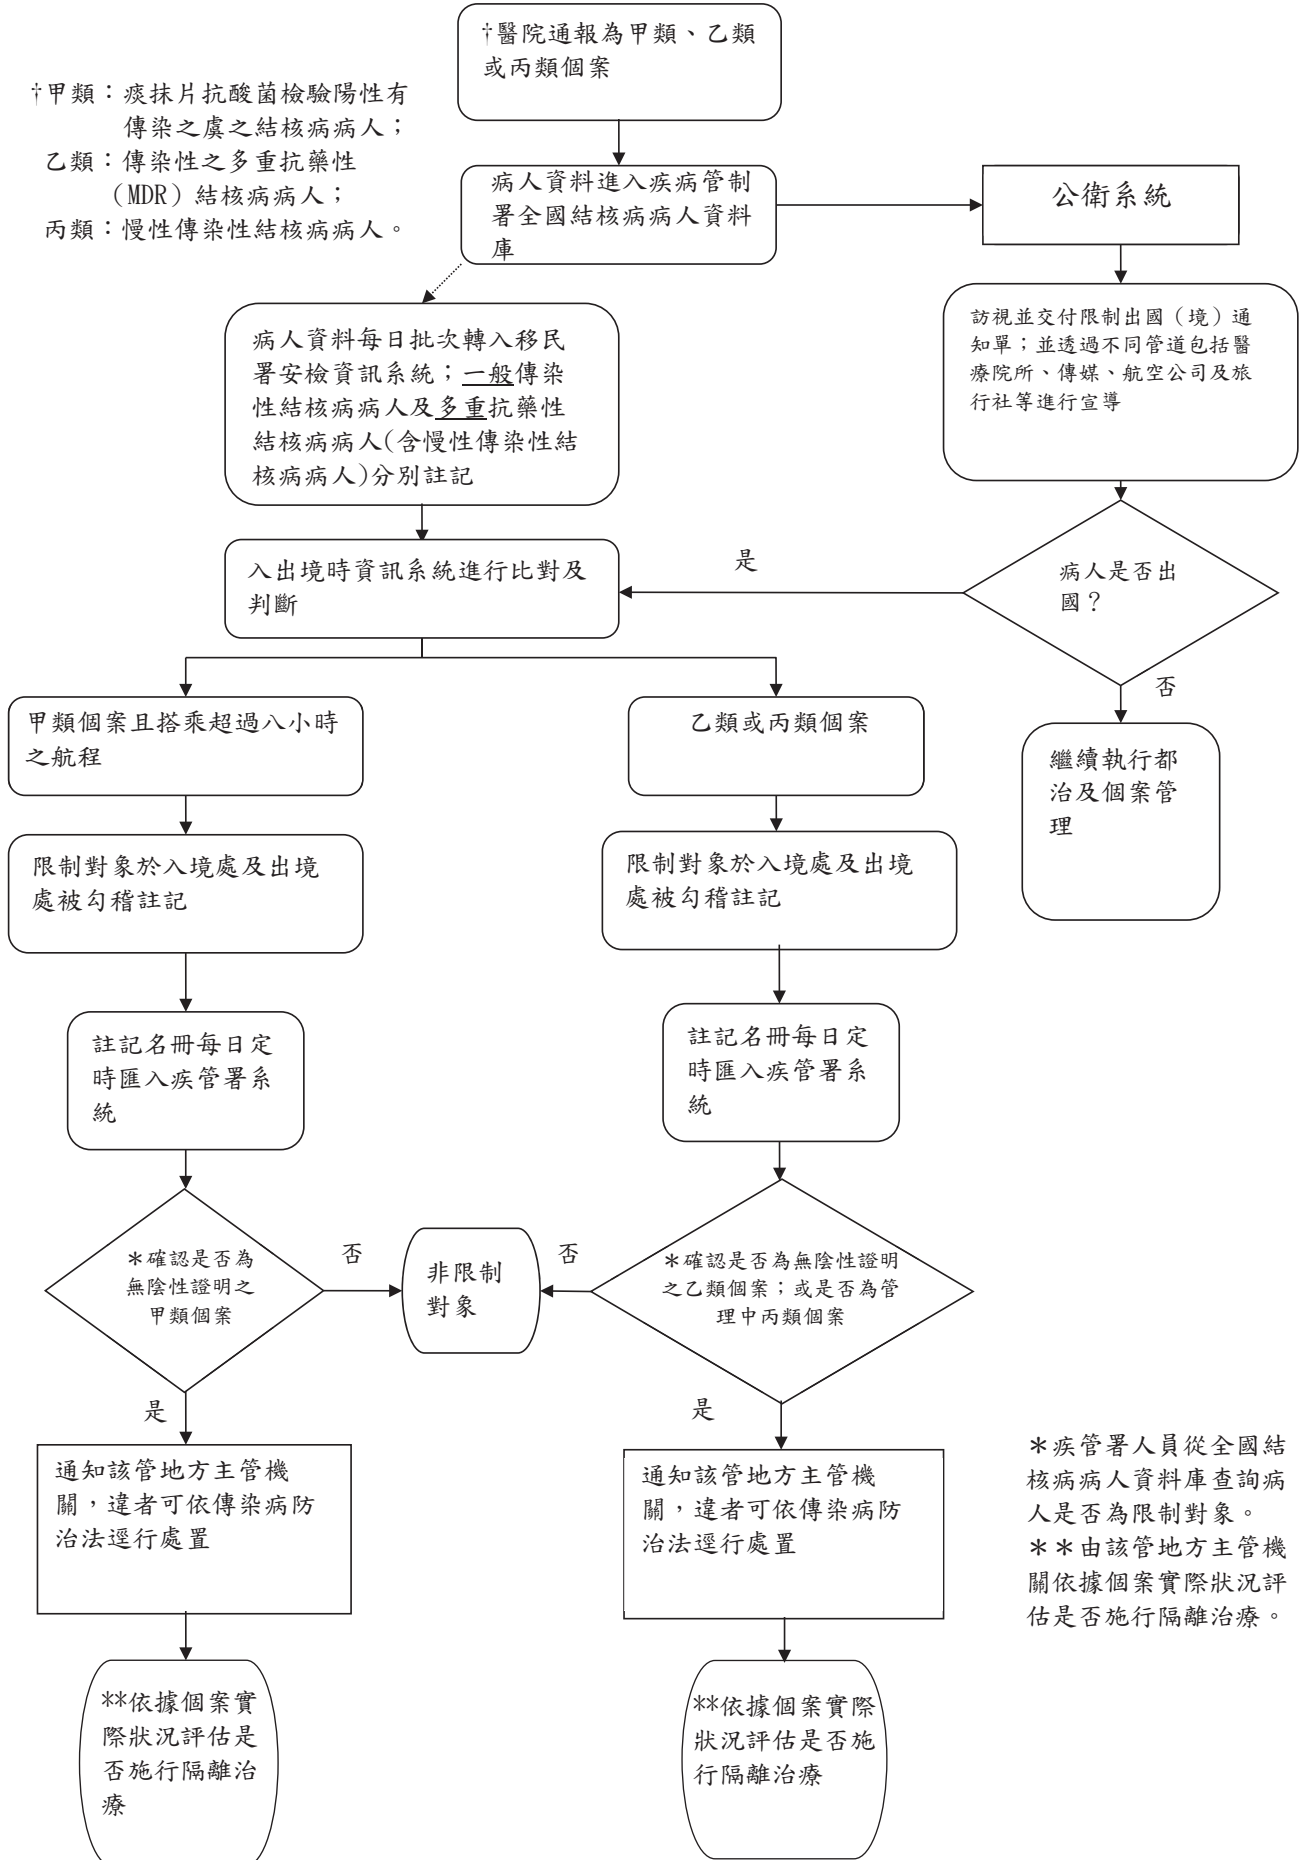 †醫院通報為甲類、乙類
或丙類個案
†甲類：痰抹片抗酸菌檢驗陽性有
傳染之虞之結核病病人；
乙類：傳染性之多重抗藥性
（MDR）結核病病人；
丙類：慢性傳染性結核病病人。
病人資料進入疾病管制
署全國結核病病人資料
庫
公衛系統
病人資料每日批次轉入移民
署安檢資訊系統；一般傳染
性結核病病人及多重抗藥性
結核病病人(含慢性傳染性結
核病病人)分別註記
訪視並交付限制出國（境）通
知單；並透過不同管道包括醫
療院所、傳媒、航空公司及旅
行社等進行宣導
入出境時資訊系統進行比對及
判斷
是
病人是否出
國？
否
甲類個案且搭乘超過八小時
之航程
乙類或丙類個案
繼續執行都
治及個案管
理
限制對象於入境處及出境
處被勾稽註記
限制對象於入境處及出境
處被勾稽註記
註記名冊每日定
時匯入疾管署系
統
註記名冊每日定
時匯入疾管署系
統
＊確認是否為
無陰性證明之
甲類個案
否
非限制
對象
否
＊確認是否為無陰性證明
之乙類個案；或是否為管
理中丙類個案
是
是
通知該管地方主管機
關，違者可依傳染病防
治法逕行處置
通知該管地方主管機
關，違者可依傳染病防
治法逕行處置
＊疾管署人員從全國結
核病病人資料庫查詢病
人是否為限制對象。
＊＊由該管地方主管機
關依據個案實際狀況評
估是否施行隔離治療。
**依據個案實
際狀況評估是
否施行隔離治
療
**依據個案實際
狀況評估是否施
行隔離治療